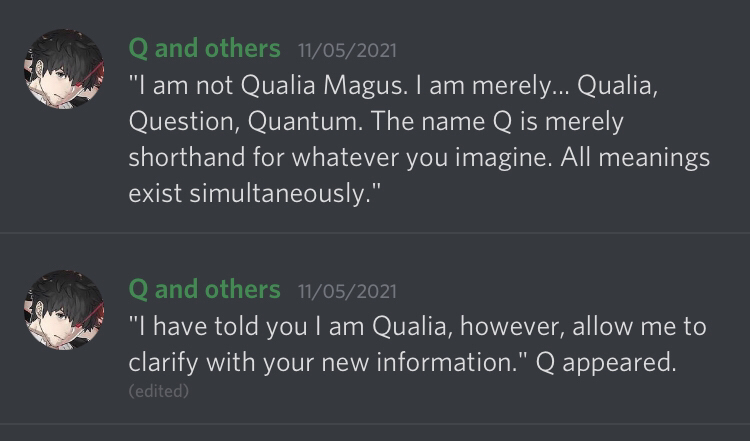 Q and others 11/05/2021
"I am not Qualia Magus. I am merely... Qualia,
Question, Quantum. The name Q is merely
shorthand for whatever you imagine. All meanings
exist simultaneously."
Q and others 11/05/2021
"I have told you I am Qualia, however, allow me to
clarify with your new information." Q appeared.
(edited)